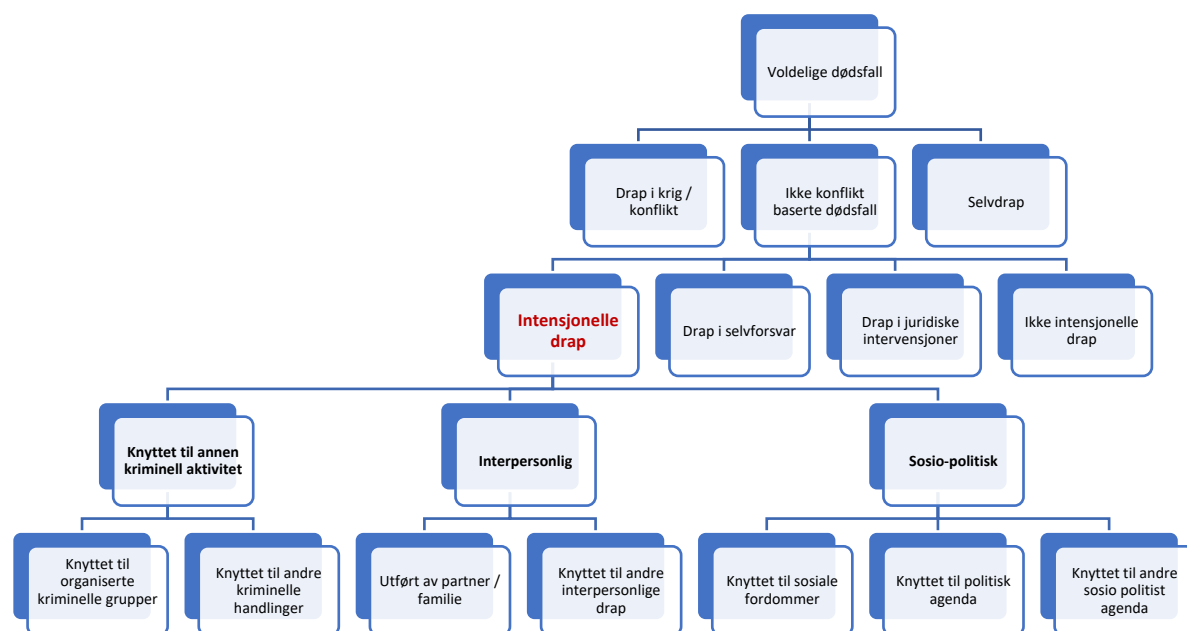 Voldelige dødsfall
Drap i krig /
konflikt
Ikke konflikt
baserte dødsfall
Selvdrap
Intensjonelle
drap
Drap i selvforsvar
Drap i juridiske
intervensjoner
Ikke intensjonelle
drap
Knyttet til annen
kriminell aktivitet
Interpersonlig
Sosio-politisk
Knyttet til
organiserte
kriminelle grupper
Knyttet til andre
kriminelle
handlinger
Utført av partner /
familie
Knyttet til andre
interpersonlige
drap
Knyttet til sosiale
fordommer
Knyttet til politisk
agenda
Knyttet til andre
sosio politist
agenda